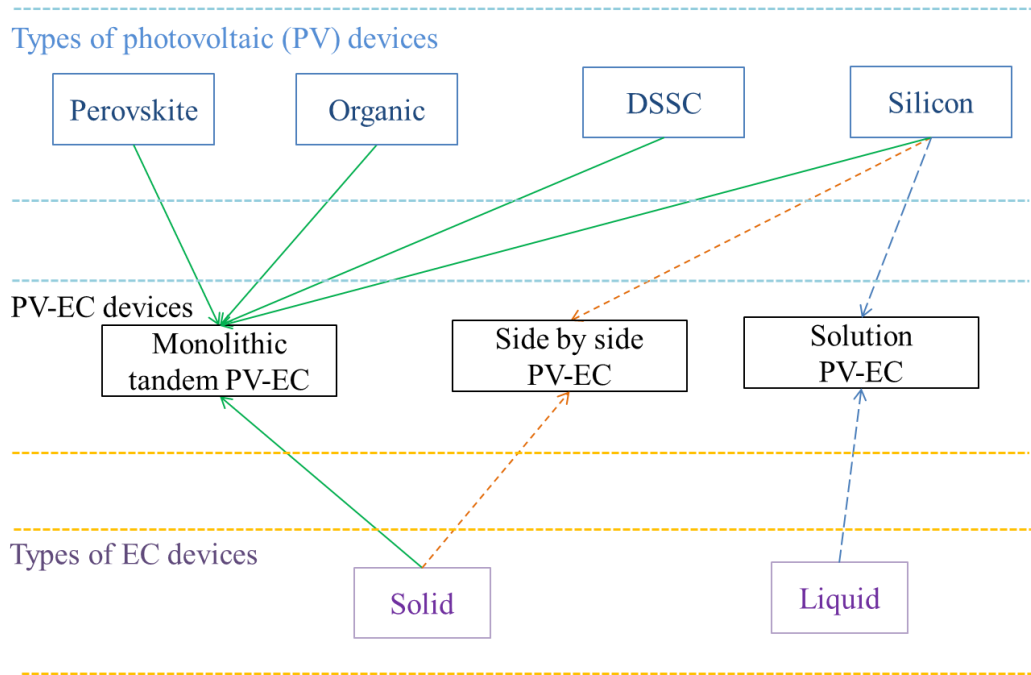 Types of photovoltaic (PV) devices
Perovskite
Organic
DSSC
Silicon
PV-EC devices
Monolithic
tandem PV-EC
Side by side
PV-EC
Solution
PV-EC
Types of EC devices
Solid
Liquid